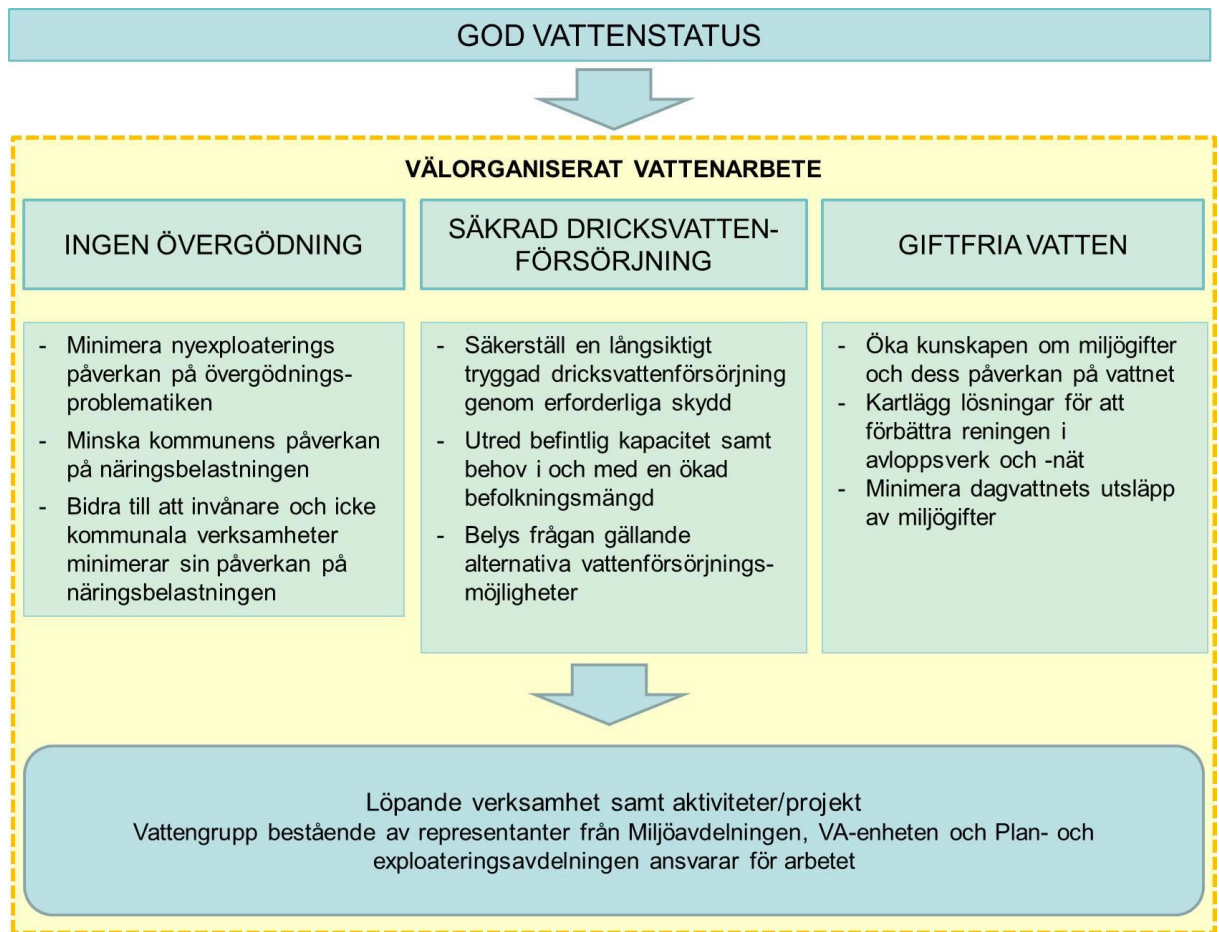 GOD VATTENSTATUS
VÄLORGANISERAT VATTENARBETE
INGEN ÖVERGÖDNING
SÄKRAD DRICKSVATTEN-
FÖRSÖRJNING
GIFTFRIA VATTEN
- Minimera nyexploaterings
påverkan på övergödnings-
problematiken
- Minska kommunens påverkan
på näringsbelastningen
- Bidra till att invånare och icke
kommunala verksamheter
minimerar sin påverkan på
näringsbelastningen
- Säkerställ en långsiktigt
tryggad dricksvattenförsörjning
genom erforderliga skydd
- Utred befintlig kapacitet samt
behov i och med en ökad
befolkningsmängd
- Belys frågan gällande
alternativa vattenförsörjnings-
möjligheter
- Öka kunskapen om miljögifter
och dess påverkan på vattnet
- Kartlägg lösningar för att
förbättra reningen i
avloppsverk och -nät
- Minimera dagvattnets utsläpp
av miljögifter
Löpande verksamhet samt aktiviteter/projekt
Vattengrupp bestående av representanter från Miljöavdelningen, VA-enheten och Plan- och
exploateringsavdelningen ansvarar för arbetet